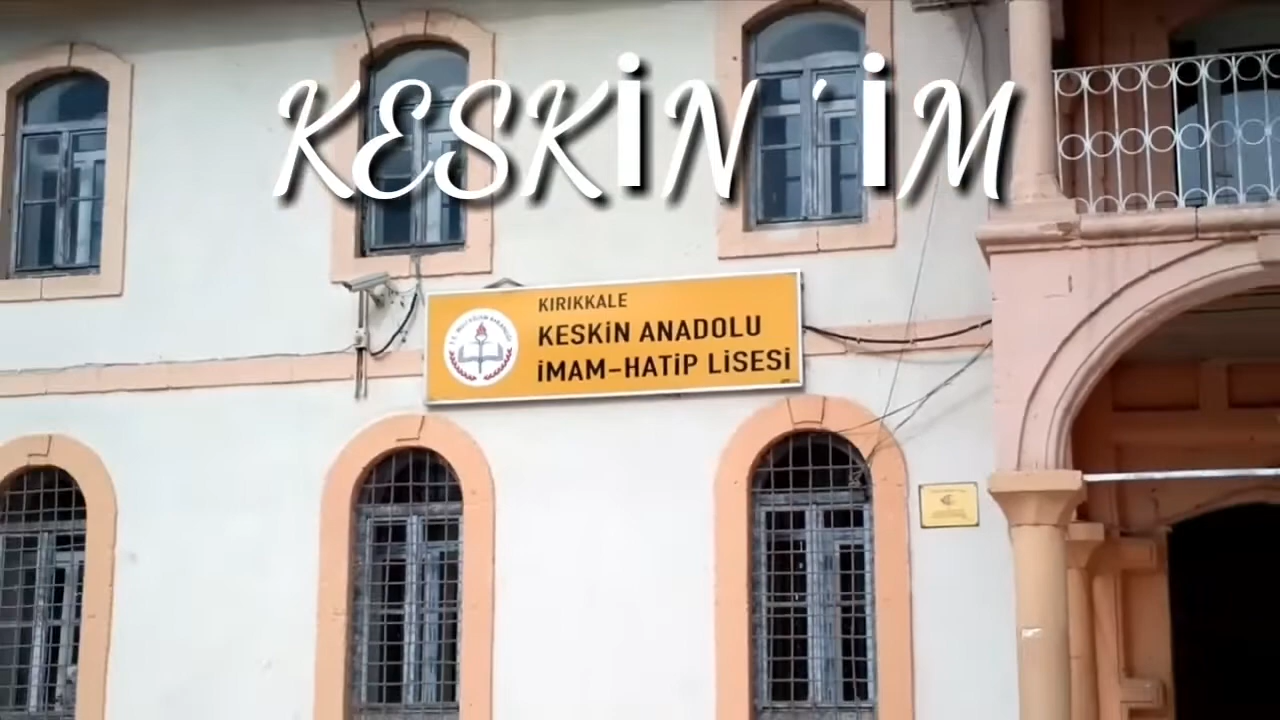 KESKİN 'İM
KIRIKKALE
KESKİN ANADOLU
İMAM-HATİP LİSESİ